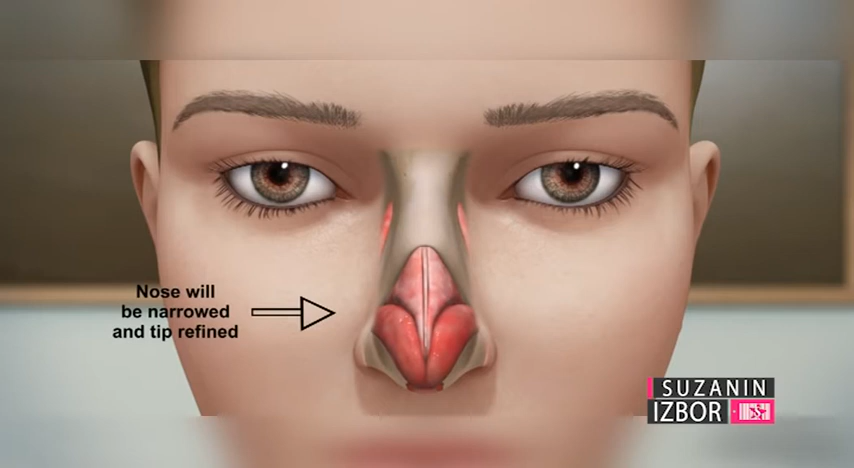 Nose will
be narrowed
and tip refined
SUZANIN
IZBOR